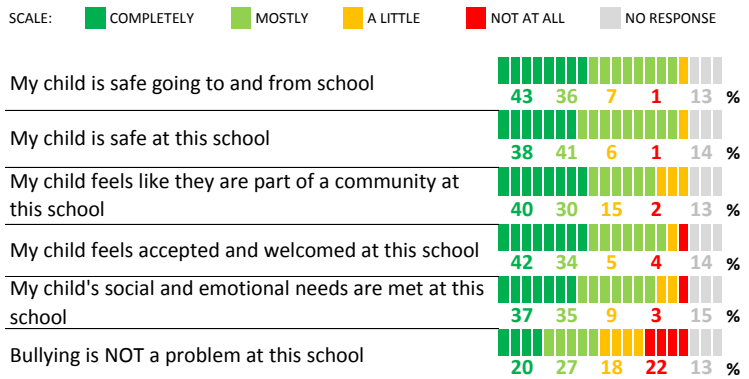 SCALE: COMPLETELY MOSTLY A LITTLE NOT AT ALL NO RESPONSE
My child is safe going to and from school
43 36 7 1 13 %
My child is safe at this school
38 41 6 1 14 %
My child feels like they are part of a community at
this school
40 30 15 2 13 %
My child feels accepted and welcomed at this school
42 34 5 4 14 %
My child's social and emotional needs are met at this
school
37 35 9 3 15 %
Bullying is NOT a problem at this school
20 27 18 22 13 %